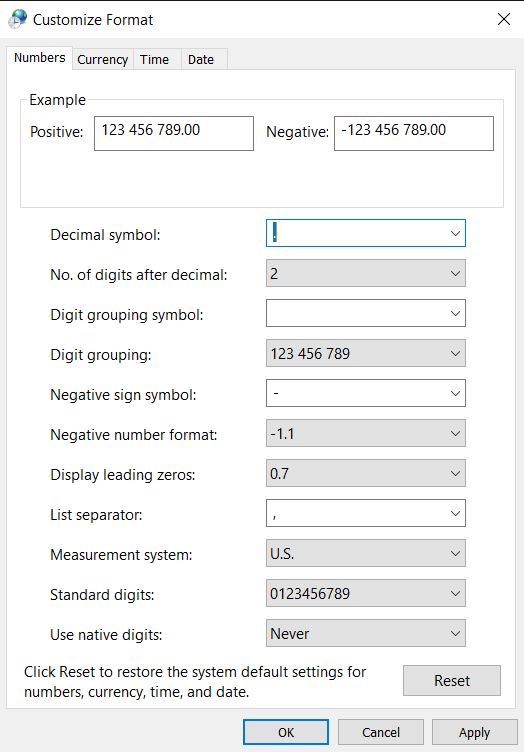 Customize Format
Numbers Currency Time Date
Example
Positive: 123 456 789.00 Negative: -123 456 789.00
Decimal symbol: .
No. of digits after decimal: 2
Digit grouping symbol:
Digit grouping: 123 456 789
Negative sign symbol: -
Negative number format: -1.1
Display leading zeros: 0.7
List separator: ,
Measurement system: U.S.
Standard digits: 0123456789
Use native digits: Never
Click Reset to restore the system default settings for
numbers, currency, time, and date.
Reset
OK Cancel Apply